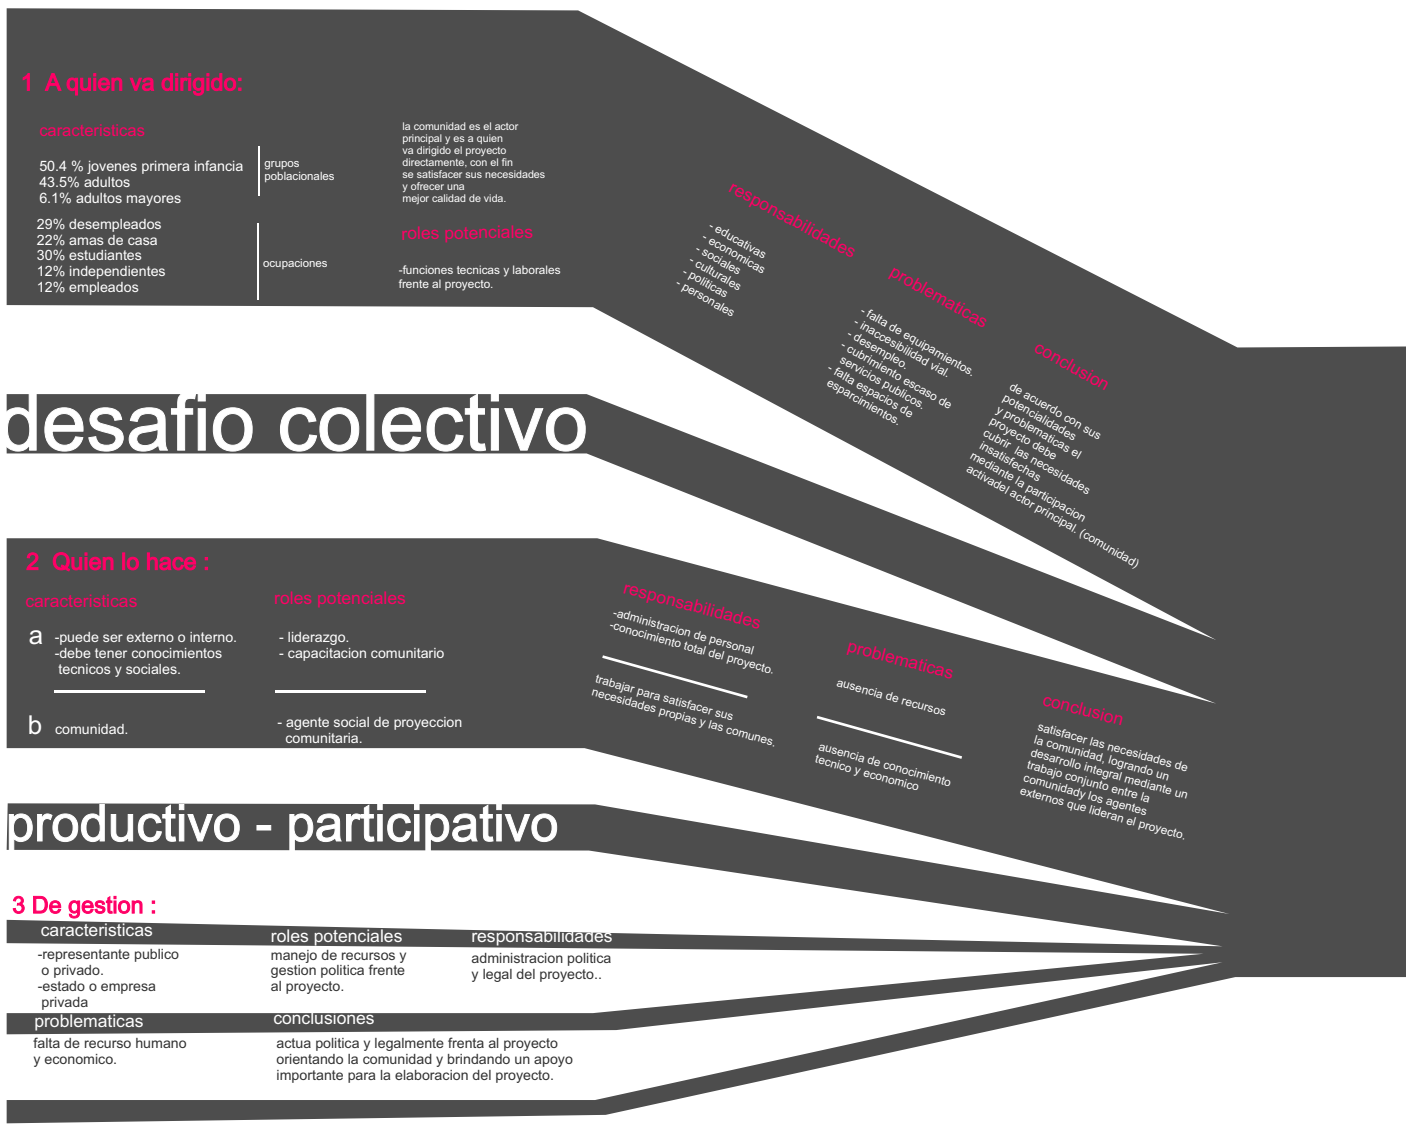 1 A quien va dirigido:
caracteristicas
50.4 % jovenes primera infancia
43.5% adultos
6.1% adultos mayores
grupos
poblacionales
29% desempleados
22% amas de casa
30% estudiantes
12% independientes
12% empleados
ocupaciones
la comunidad es el actor
principal y es a quien
va dirigido el proyecto
directamente, con el fin
se satisfacer sus necesidades
y ofrecer una
mejor calidad de vida.
roles potenciales
-funciones tecnicas y laborales
frente al proyecto.
responsabilidades
- educativas
- economicas
- sociales
- culturales
- politicas
- personales
problematicas
- falta de equipamientos.
- inaccesibilidad vial.
- desempleo.
- cubrimiento escaso de
servicios publicos.
- falta espacios de
esparcimientos.
conclusion
de acuerdo con sus
potencialidades
y problematicas el
proyecto debe
cubrir las necesidades
insatisfechas
mediante la participacion
activadel actor principal. (comunidad)
desafio colectivo
2 Quien lo hace :
caracteristicas
a -puede ser externo o interno.
-debe tener conocimientos
tecnicos y sociales.
b comunidad.
roles potenciales
- liderazgo.
- capacitacion comunitario
- agente social de proyeccion
comunitaria.
responsabilidades
-administracion de personal
-conocimiento total del proyecto.
trabajar para satisfacer sus
necesidades propias y las comunes.
problematicas
ausencia de recursos
ausencia de conocimiento
tecnico y economico
conclusion
satisfacer las necesidades de
la comunidad, logrando un
desarrollo integral mediante un
trabajo conjunto entre la
comunidady los agentes
externos que lideran el proyecto.
productivo - participativo
3 De gestion :
caracteristicas
-representante publico
o privado.
-estado o empresa
privada
roles potenciales
manejo de recursos y
gestion politica frente
al proyecto.
responsabilidades
administracion politica
y legal del proyecto..
problematicas
falta de recurso humano
y economico.
conclusiones
actua politica y legalmente frenta al proyecto
orientando la comunidad y brindando un apoyo
importante para la elaboracion del proyecto.